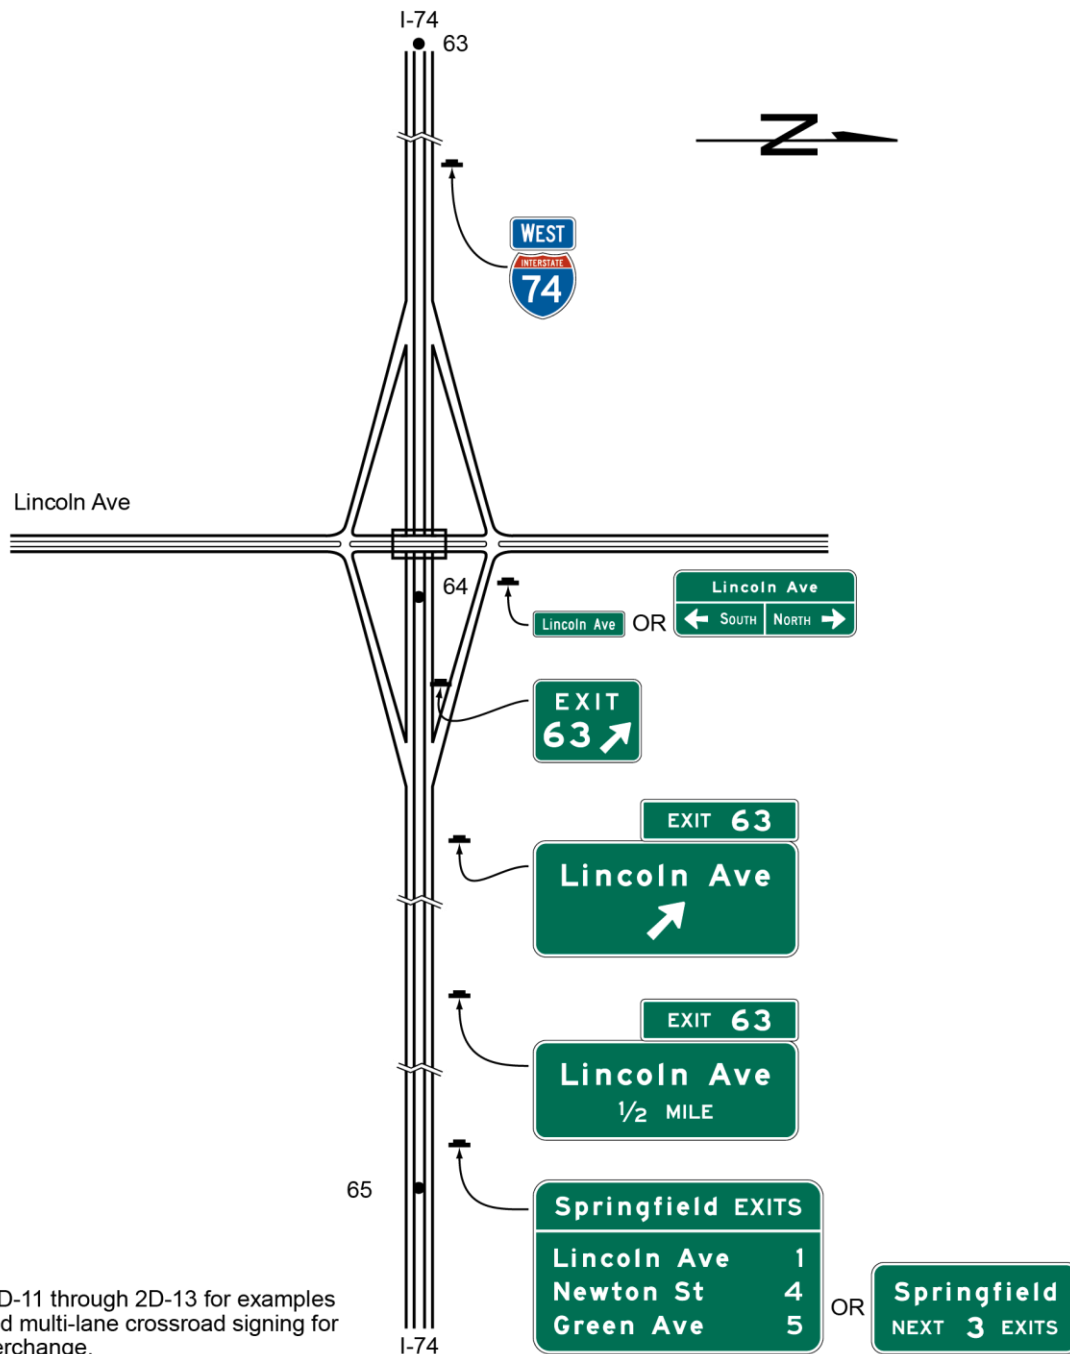 I-74
63
N
WEST
INTERSTATE
74
Lincoln Ave
64
Lincoln Ave
OR
Lincoln Ave
SOUTH NORTH
EXIT
63
EXIT 63
Lincoln Ave
EXIT 63
Lincoln Ave
1/2 MILE
65
Springfield EXITS
Lincoln Ave 1
Newton St 4
Green Ave 5
OR
Springfield
NEXT 3 EXITS
D-11 through 2D-13 for examples
d multi-lane crossroad signing for
erchange.
I-74